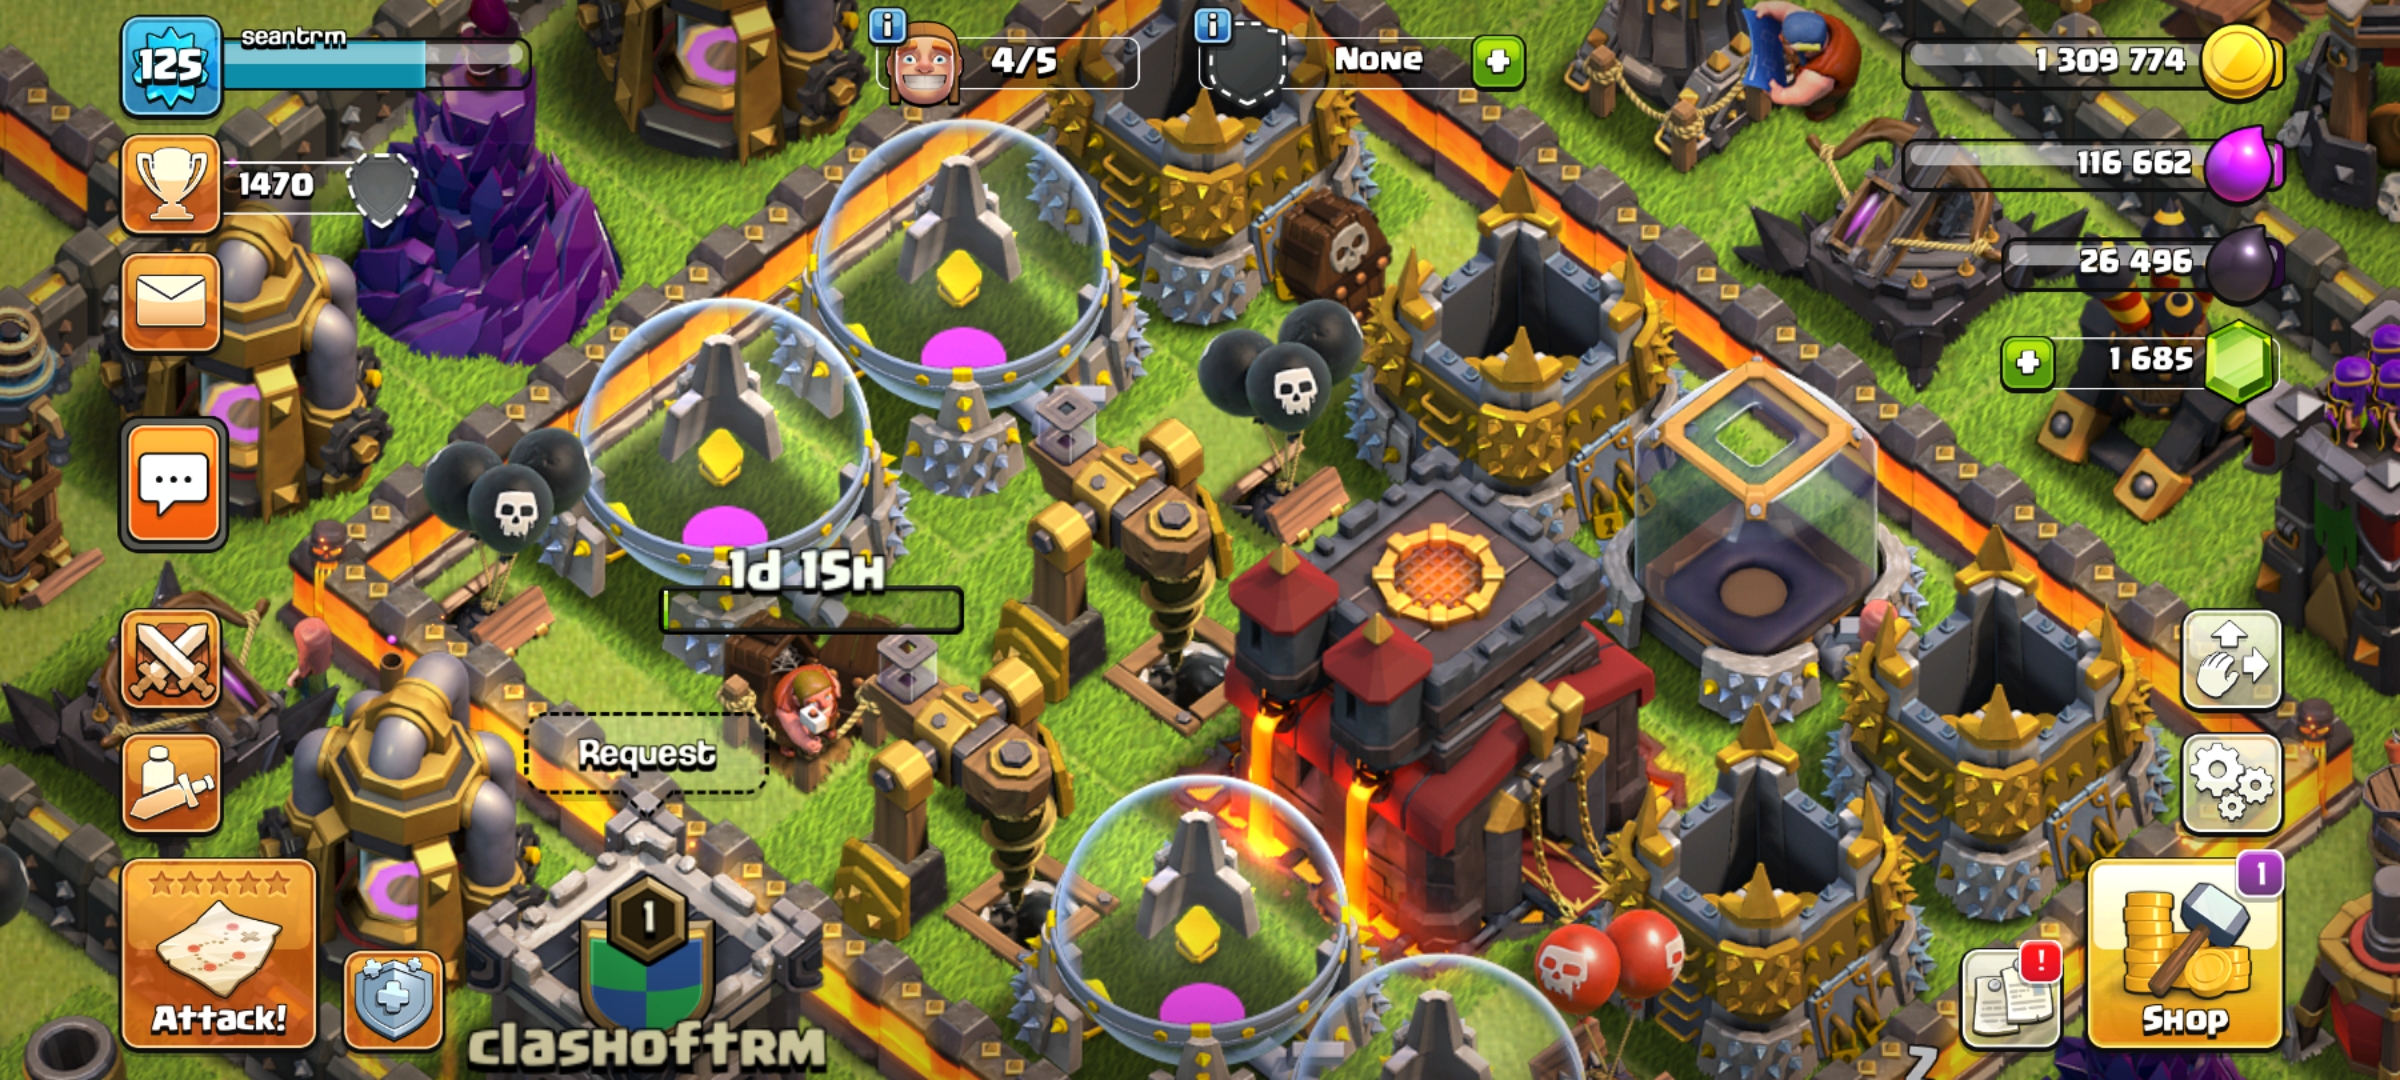 125
seantrm
4/5
None
1 309 774
1470
116 662
26 496
1 685
1d 15H
Request
1
clashoftrm
Attack!
1
!
Shop
Z